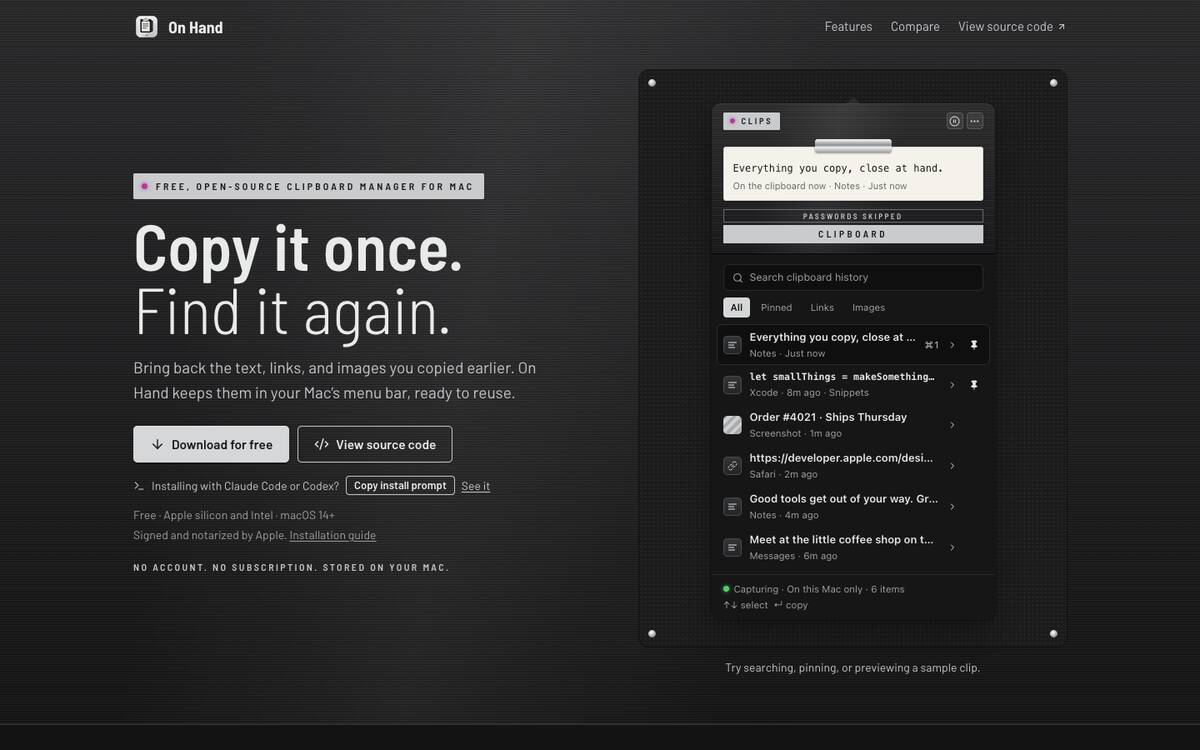 On Hand
Features
Compare
View source code ↗
FREE, OPEN-SOURCE CLIPBOARD MANAGER FOR MAC
Copy it once.
Find it again.
Bring back the text, links, and images you copied earlier. On
Hand keeps them in your Mac's menu bar, ready to reuse.
Download for free
View source code
Installing with Claude Code or Codex?
Copy install prompt
See it
Free · Apple silicon and Intel · macOS 14+
Signed and notarized by Apple. Installation guide
NO ACCOUNT. NO SUBSCRIPTION. STORED ON YOUR MAC.
CLIPS
Everything you copy, close at hand.
On the clipboard now · Notes · Just now
PASSWORDS SKIPPED
CLIPBOARD
Search clipboard history
All
Pinned
Links
Images
Everything you copy, close at ...
⌘1
Notes · Just now
let smallThings = makeSomething…
Xcode · 8m ago · Snippets
Order #4021 · Ships Thursday
Screenshot · 1m ago
https://developer.apple.com/desi...
Safari · 2m ago
Good tools get out of your way. Gr...
Notes · 4m ago
Meet at the little coffee shop on t...
Messages · 6m ago
Capturing · On this Mac only · 6 items
↑↓ select ↵ copy
Try searching, pinning, or previewing a sample clip.